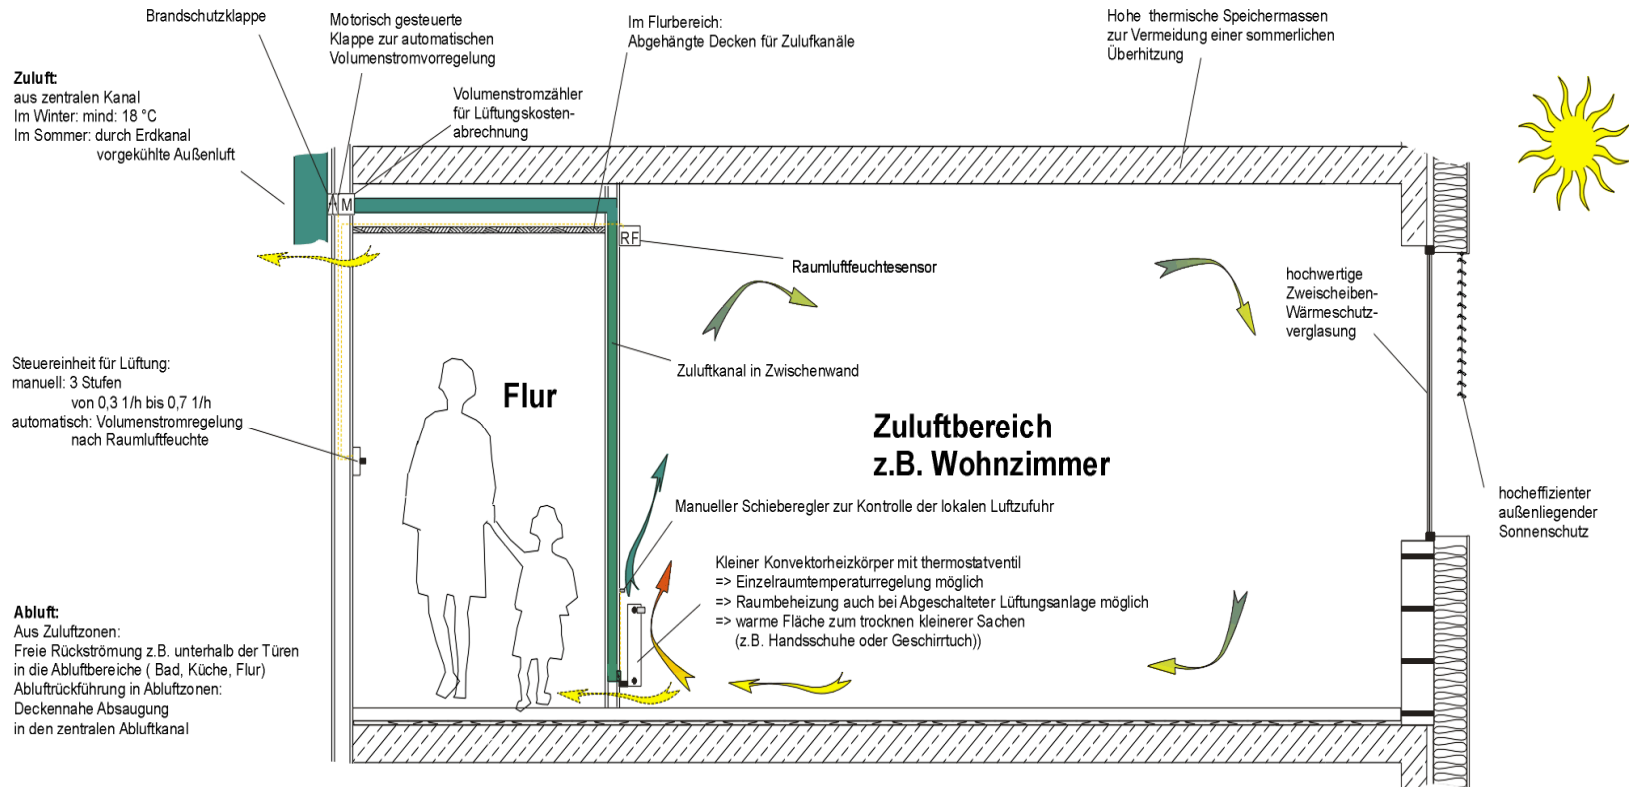 Brandschutzklappe
Motorisch gesteuerte
Klappe zur automatischen
Volumenstromvorregelung
Im Flurbereich:
Abgehängte Decken für Zulufkanäle
Hohe thermische Speichermassen
zur Vermeidung einer sommerlichen
Überhitzung
Zuluft:
aus zentralen Kanal
Im Winter: mind: 18 °C
Im Sommer: durch Erdkanal
vorgekühlte Außenluft
Volumenstromzähler
für Lüftungskosten-
abrechnung
M
RF
Raumluftfeuchtesensor
hochwertige
Zweischeiben-
Wärmeschutz-
verglasung
Steuereinheit für Lüftung:
manuell: 3 Stufen
von 0,3 1/h bis 0,7 1/h
automatisch: Volumenstromregelung
nach Raumluftfeuchte
Zuluftkanal in Zwischenwand
Flur
Zuluftbereich
z.B. Wohnzimmer
Manueller Schieberegler zur Kontrolle der lokalen Luftzufuhr
hocheffizienter
außenliegender
Sonnenschutz
Kleiner Konvektorheizkörper mit thermostatventil
=> Einzelraumtemperaturregelung möglich
=> Raumbeheizung auch bei Abgeschalteter Lüftungsanlage möglich
=> warme Fläche zum trocknen kleinerer Sachen
(z.B. Handsschuhe oder Geschirrtuch))
Abluft:
Aus Zuluftzonen:
Freie Rückströmung z.B. unterhalb der Türen
in die Abluftbereiche ( Bad, Küche, Flur)
Abluftrückführung in Abluftzonen:
Deckennahe Absaugung
in den zentralen Abluftkanal